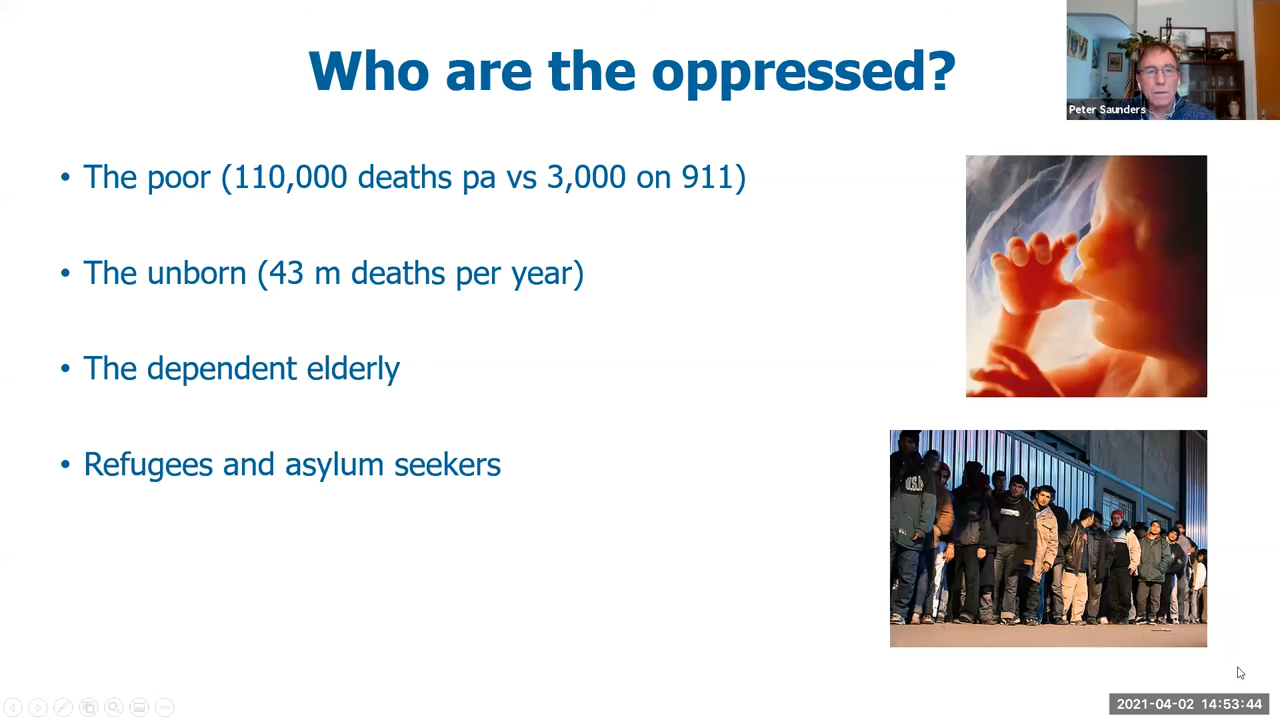 Who are the oppressed?
Peter Saunders
• The poor (110,000 deaths pa vs 3,000 on 911)
• The unborn (43 m deaths per year)
• The dependent elderly
• Refugees and asylum seekers
2021-04-02 14:53:44